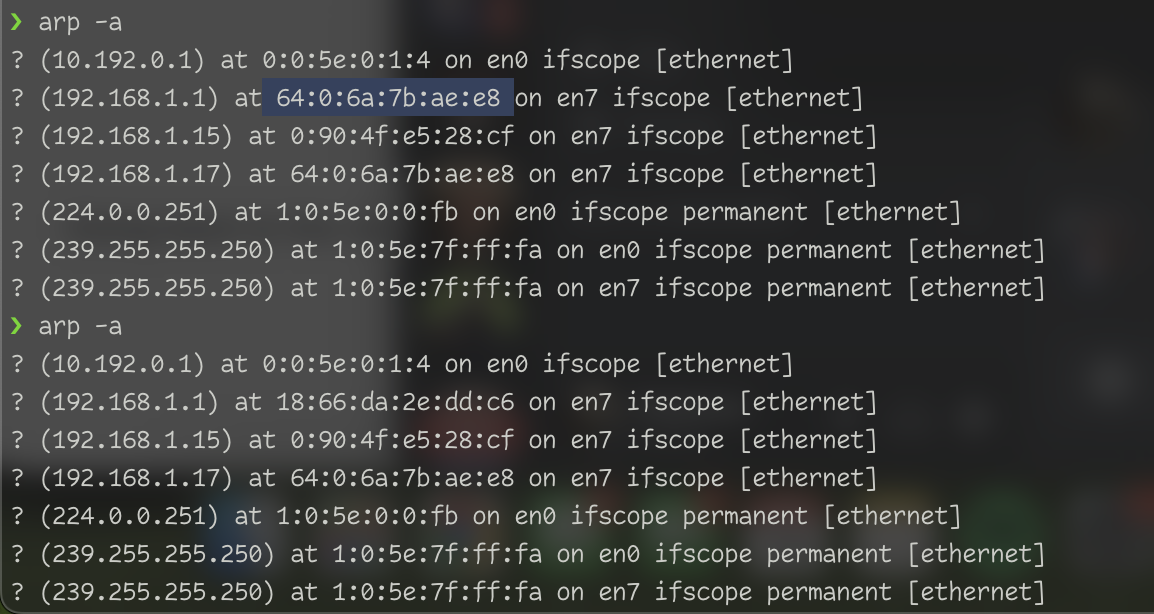 ❯ arp -a
? (10.192.0.1) at 0:0:5e:0:1:4 on en0 ifscope [ethernet]
? (192.168.1.1) at 64:0:6a:7b:ae:e8 on en7 ifscope [ethernet]
? (192.168.1.15) at 0:90:4f:e5:28:cf on en7 ifscope [ethernet]
? (192.168.1.17) at 64:0:6a:7b:ae:e8 on en7 ifscope [ethernet]
? (224.0.0.251) at 1:0:5e:0:0:fb on en0 ifscope permanent [ethernet]
? (239.255.255.250) at 1:0:5e:7f:ff:fa on en0 ifscope permanent [ethernet]
? (239.255.255.250) at 1:0:5e:7f:ff:fa on en7 ifscope permanent [ethernet]
❯ arp -a
? (10.192.0.1) at 0:0:5e:0:1:4 on en0 ifscope [ethernet]
? (192.168.1.1) at 18:66:da:2e:dd:c6 on en7 ifscope [ethernet]
? (192.168.1.15) at 0:90:4f:e5:28:cf on en7 ifscope [ethernet]
? (192.168.1.17) at 64:0:6a:7b:ae:e8 on en7 ifscope [ethernet]
? (224.0.0.251) at 1:0:5e:0:0:fb on en0 ifscope permanent [ethernet]
? (239.255.255.250) at 1:0:5e:7f:ff:fa on en0 ifscope permanent [ethernet]
? (239.255.255.250) at 1:0:5e:7f:ff:fa on en7 ifscope permanent [ethernet]